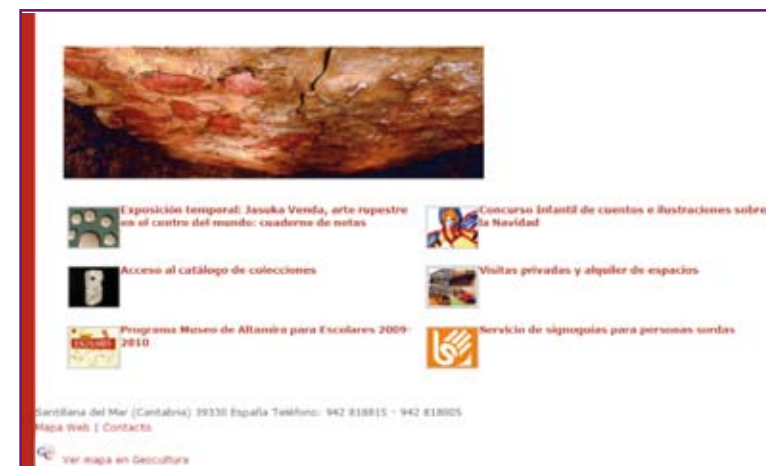 Exposición temporal: Jasuka Venda, arte rupestre
en el centro del mundo: cuaderno de notas
Concurso Infantil de cuentos e ilustraciones sobre
la Navidad
Acceso al catálogo de colecciones
Visitas privadas y alquiler de espacios
Programa Museo de Altamira para Escolares 2009-
2010
Servicio de signoguías para personas sordas
Santillana del Mar (Cantabria) 39330 España Teléfono: 942 818815 - 942 818005
Mapa Web | Contacto
Ver mapa en Geocultura